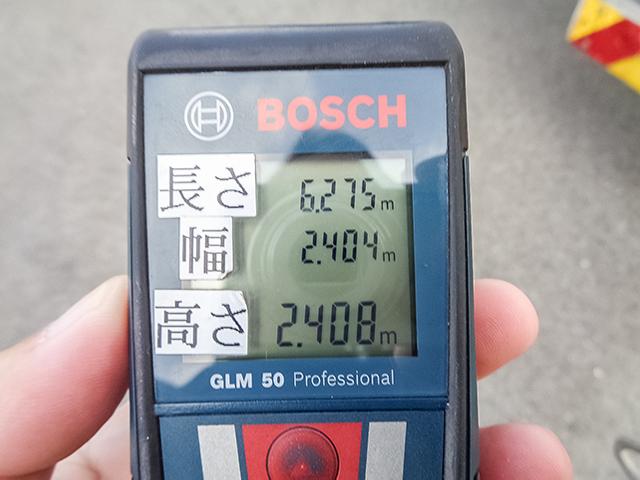 BOSCH
長さ 6.275m
幅 2.404m
高さ 2.408m
GLM 50 Professional